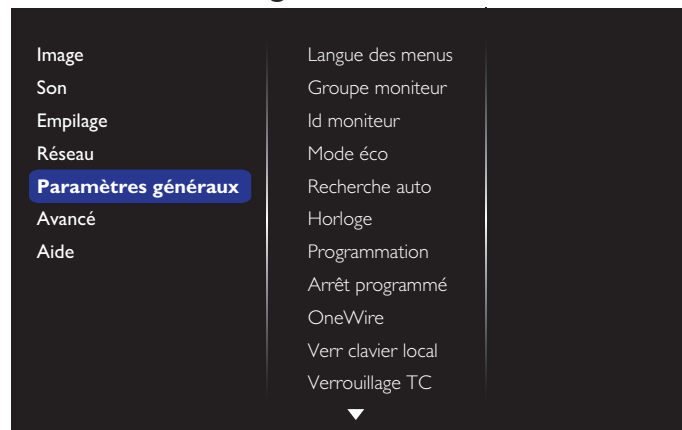 Image
Son
Empilage
Réseau
Paramètres généraux
Avancé
Aide
Langue des menus
Groupe moniteur
Id moniteur
Mode éco
Recherche auto
Horloge
Programmation
Arrêt programmé
OneWire
Verr clavier local
Verrouillage TC